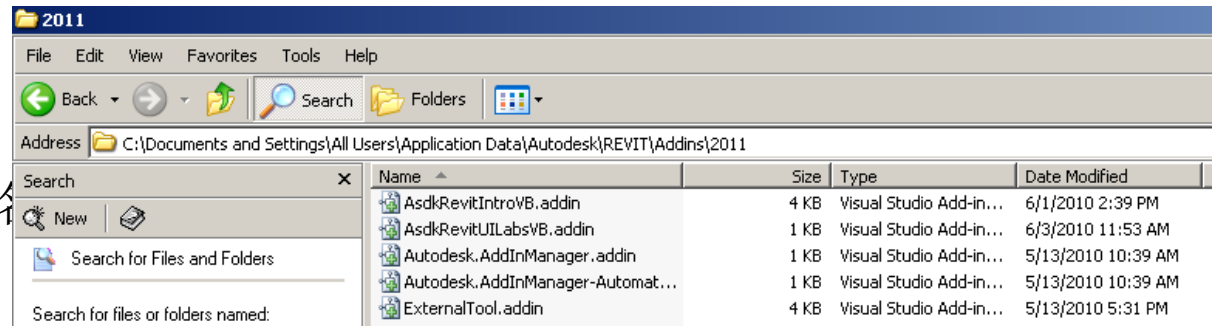 2011
File Edit View Favorites Tools Help
Back Search Folders
Address C:\Documents and Settings\All Users\Application Data\Autodesk\REVIT\Addins\2011
Search x Name Size Type Date Modified
New AsdkRevitIntroVB.addin 4 KB Visual Studio Add-in... 6/1/2010 2:39 PM
AsdkRevitUILabsVB.addin 1 KB Visual Studio Add-in... 6/3/2010 11:53 AM
Search for Files and Folders Autodesk.AddInManager.addin 1 KB Visual Studio Add-in... 5/13/2010 10:39 AM
Autodesk.AddInManager-Automat... 1 KB Visual Studio Add-in... 5/13/2010 10:39 AM
Search for files or folders named: ExternalTool.addin 4 KB Visual Studio Add-in... 5/13/2010 5:31 PM